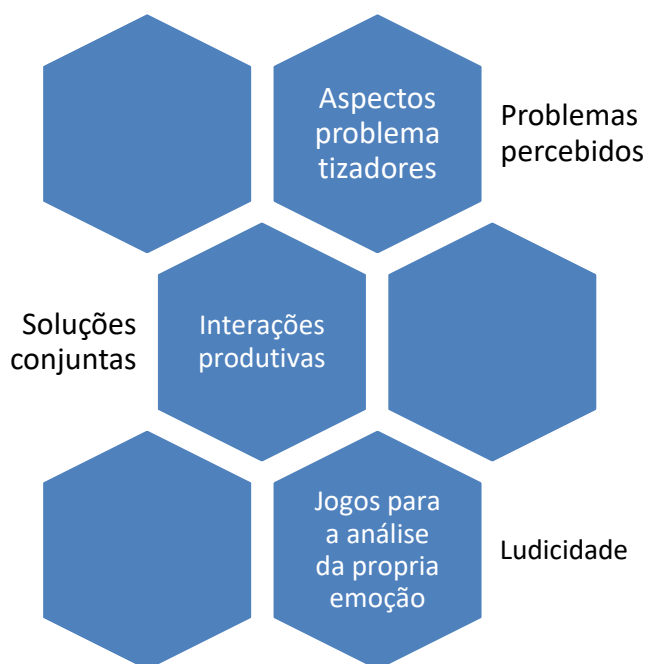 Aspectos
problema
tizadores
Problemas
percebidos
Soluções
conjuntas
Interações
produtivas
Jogos para
a análise
da propria
emoção
Ludicidade